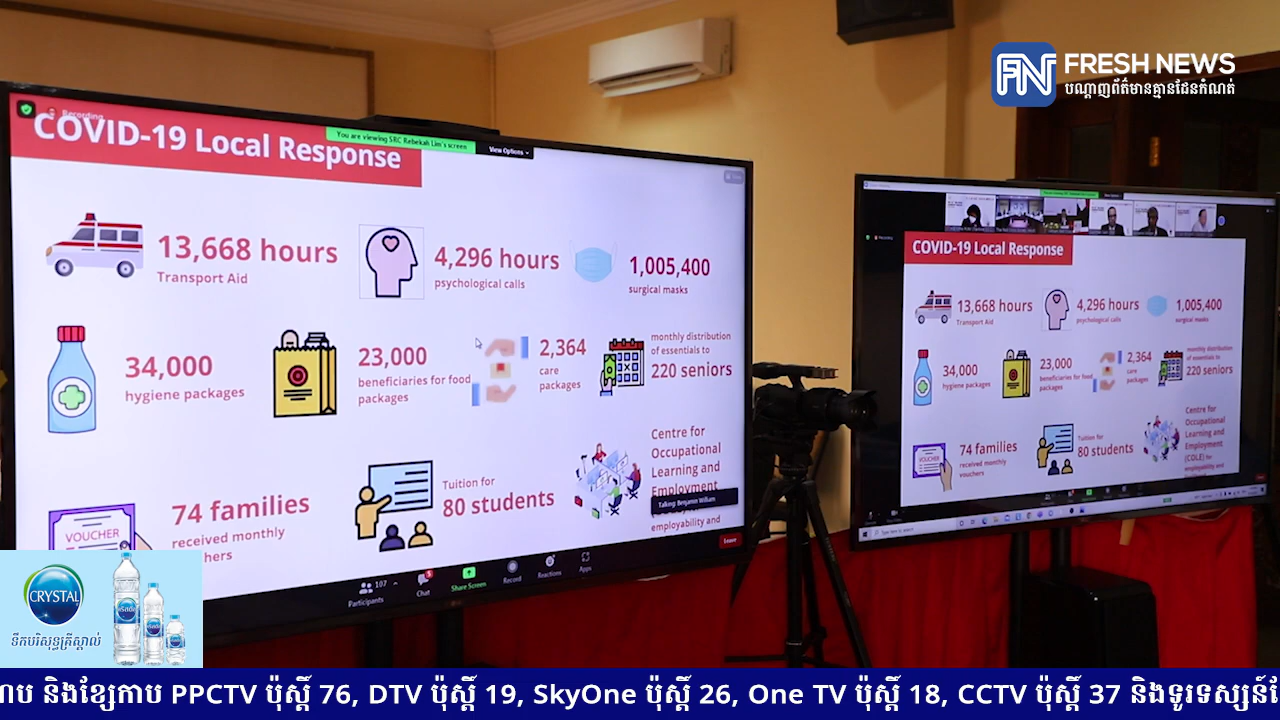 FRESH NEWS
បណ្ដាញព័ត៌មានគ្មានដែនកំណត់
Recording
You are viewing SRC Rebekah Lim's screen
View Options
COVID-19 Local Response
13,668 hours
Transport Aid
4,296 hours
psychological calls
1,005,400
surgical masks
34,000
hygiene packages
23,000
beneficiaries for food
packages
2,364
care
packages
monthly distribution
of essentials to
220 seniors
VOUCHER
74 families
received monthly
hers
Tuition for
80 students
Centre for
Occupational
Learning and
Employment
Talking: Benjamin William
employability and
Participants
107
Chat
Share Screen
Record
Reactions
Apps
Leave
COVID-19 Local Response
13,668 hours
Transport Aid
4,296 hours
psychological calls
1,005,400
surgical masks
34,000
hygiene packages
23,000
beneficiaries for food
packages
2,364
care
packages
monthly distribution
of essentials to
220 seniors
VOUCHER
74 families
received monthly
vouchers
Tuition for
80 students
Centre for
Occupational
Learning and
Employment
(COLE) for
employability and
CRYSTAL
ទឹកបរិសុទ្ធគ្រីស្តាល់
និងខ្សែកាប PPCTV ប៉ុស្តិ៍ 76, DTV ប៉ុស្តិ៍ 19, SkyOne ប៉ុស្តិ៍ 26, One TV ប៉ុស្តិ៍ 18, CCTV ប៉ុស្តិ៍ 37 និងទូរទស្សន៍